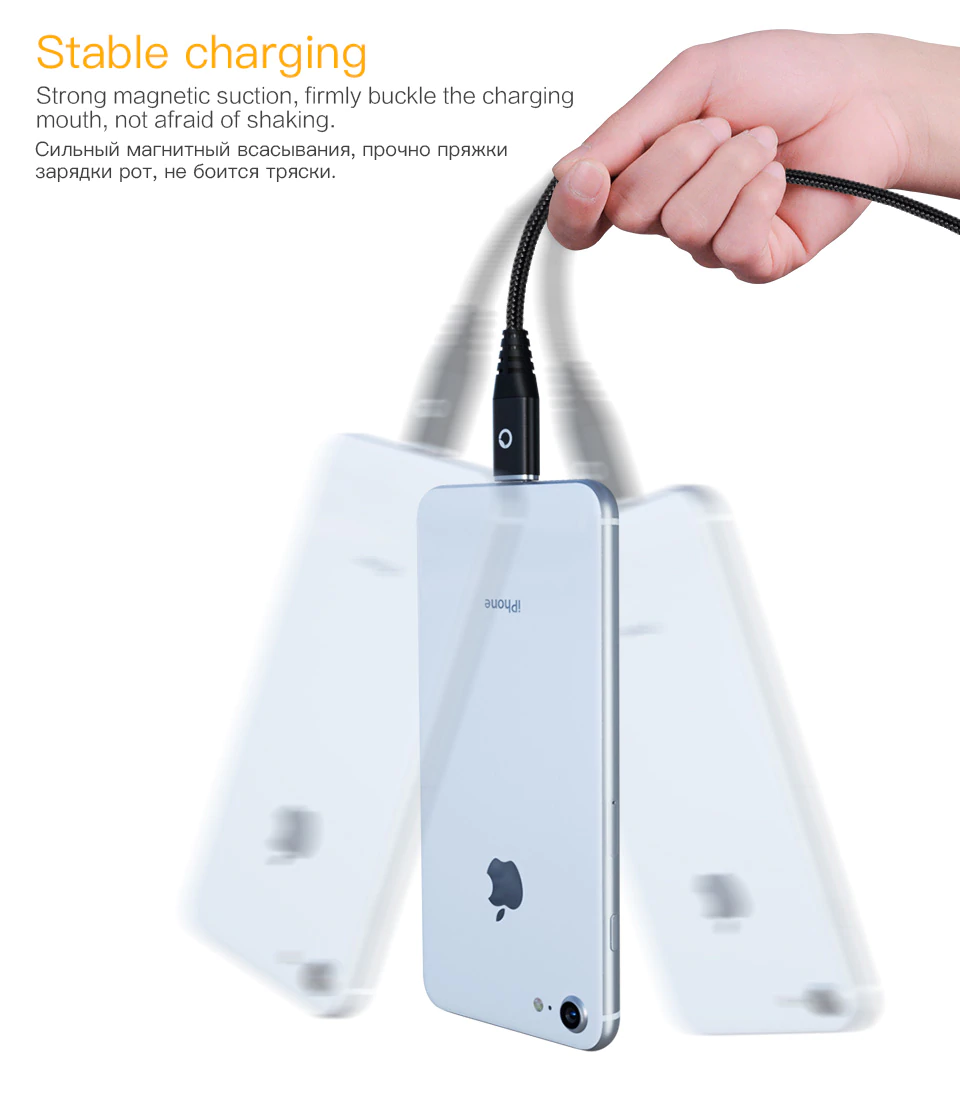 Stable charging
Strong magnetic suction, firmly buckle the charging
mouth, not afraid of shaking.
Сильный магнитный всасывания, прочно пряжки
зарядки рот, не боится тряски.
iPhone